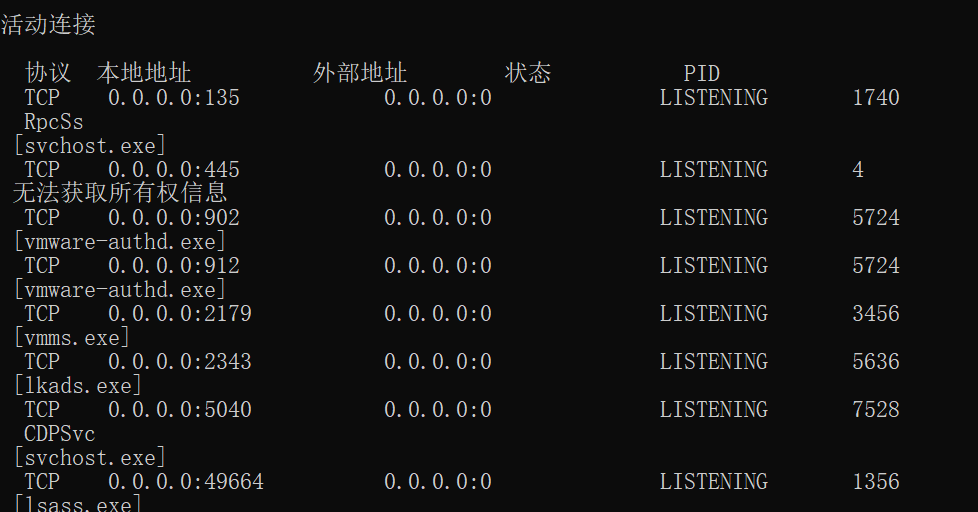 活动连接
协议 本地地址 外部地址 状态 PID
TCP 0.0.0.0:135 0.0.0.0:0 LISTENING 1740
RpcSs
[svchost.exe]
TCP 0.0.0.0:445 0.0.0.0:0 LISTENING 4
无法获取所有权信息
TCP 0.0.0.0:902 0.0.0.0:0 LISTENING 5724
[vmware-authd.exe]
TCP 0.0.0.0:912 0.0.0.0:0 LISTENING 5724
[vmware-authd.exe]
TCP 0.0.0.0:2179 0.0.0.0:0 LISTENING 3456
[vmms.exe]
TCP 0.0.0.0:2343 0.0.0.0:0 LISTENING 5636
[lkads.exe]
TCP 0.0.0.0:5040 0.0.0.0:0 LISTENING 7528
CDPSvc
[svchost.exe]
TCP 0.0.0.0:49664 0.0.0.0:0 LISTENING 1356
[lsass.exe]